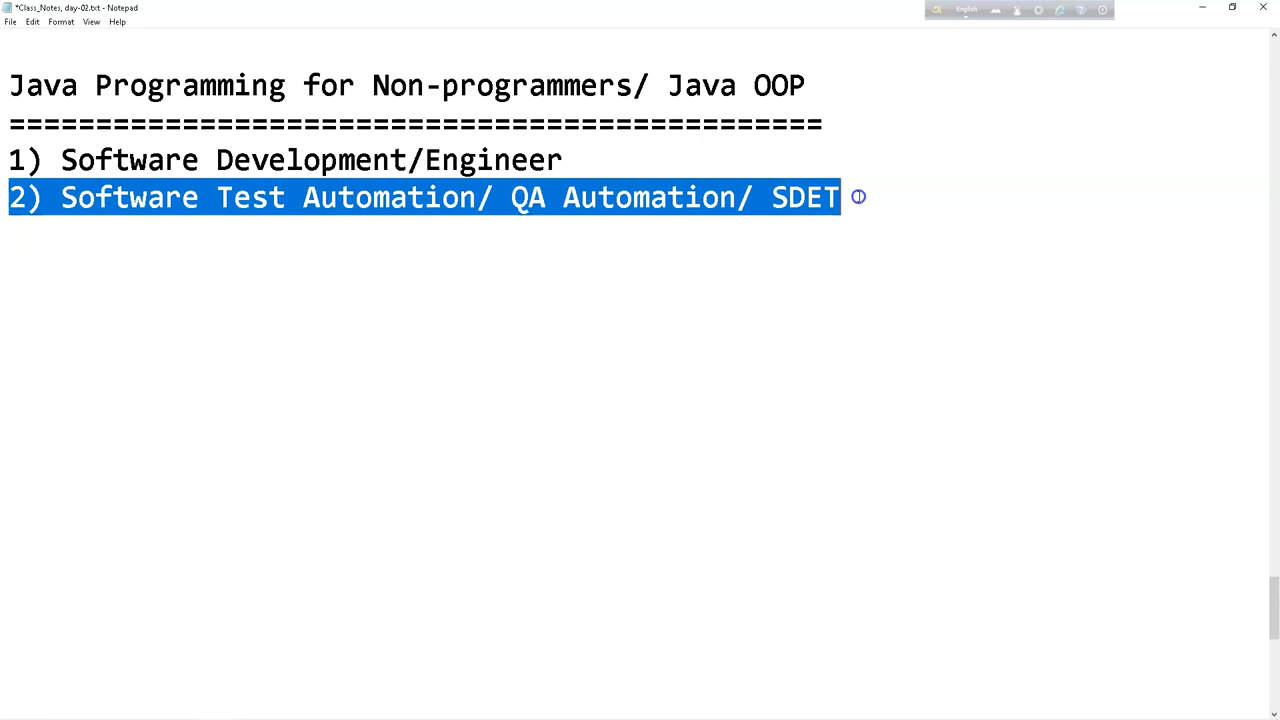 *Class_Notes, day-02.txt - Notepad
English
File Edit Format View Help
Java Programming for Non-programmers/ Java OOP
===============================================
1) Software Development/Engineer
2) Software Test Automation/ QA Automation/ SDET